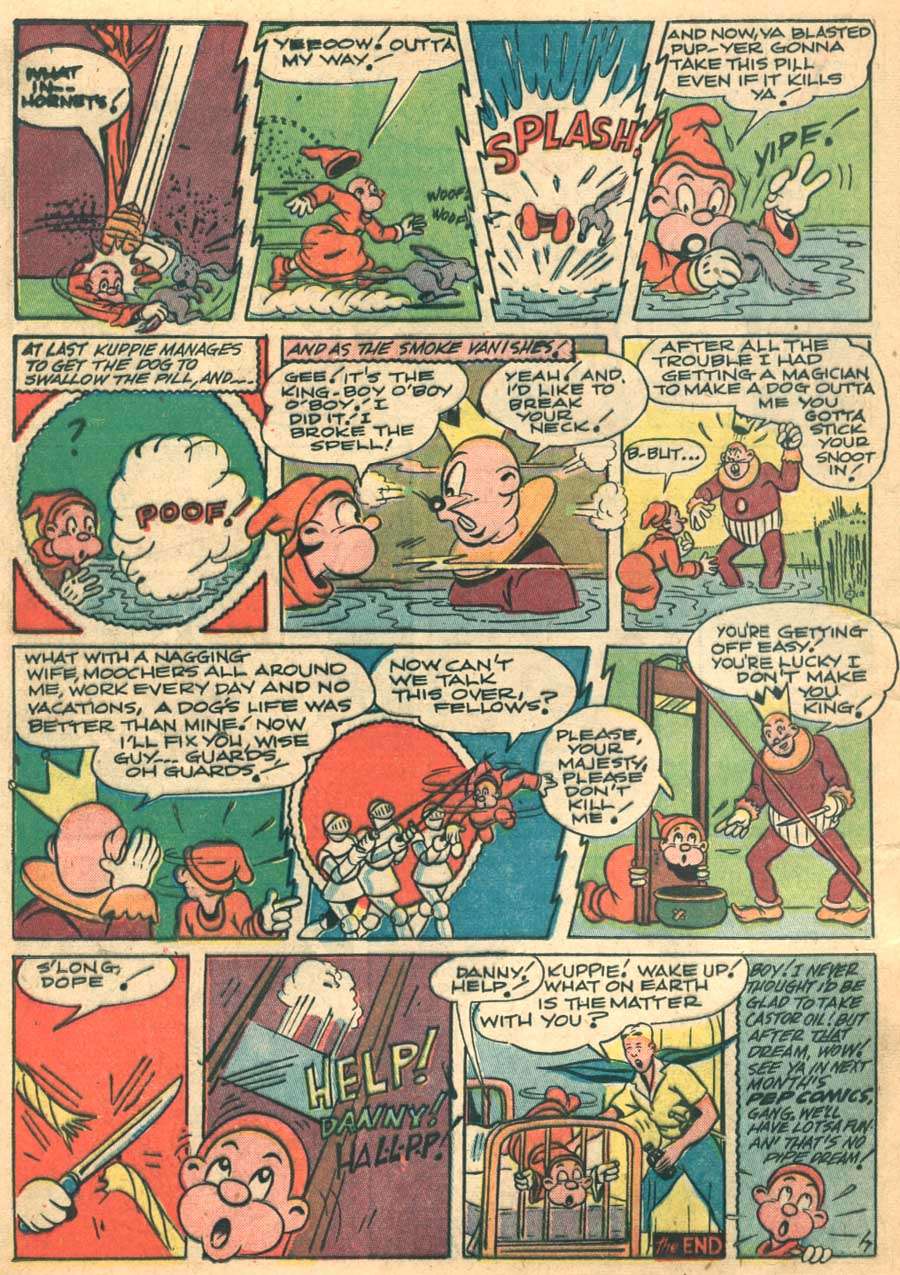 WHAT
IN--
HORNETS!
YEEOOW! OUTTA
MY WAY!
WOOF!
WOOF!
SPLASH!
AND NOW, YA BLASTED
PUP-YER GONNA
TAKE THIS PILL
EVEN IF IT KILLS
YA!
YIPE!
AT LAST KUPPIE MANAGES
TO GET THE DOG TO
SWALLOW THE PILL, AND---
?
POOF!
AND AS THE SMOKE VANISHES!
GEE! IT'S THE
KING-BOY O'BOY
O'BOY! I
DID IT! I
BROKE THE
SPELL!
YEAH! AND
I'D LIKE TO
BREAK
YOUR
NECK!
B-BUT...
AFTER ALL THE
TROUBLE I HAD
GETTING A MAGICIAN
TO MAKE A DOG OUTTA
ME YOU
GOTTA
STICK
YOUR
SNOOT
IN!
WHAT WITH A NAGGING
WIFE, MOOCHERS ALL AROUND
ME, WORK EVERY DAY AND NO
VACATIONS, A DOG'S LIFE WAS
BETTER THAN MINE! NOW
I'LL FIX YOU, WISE
GUY--- GUARDS,
OH GUARDS!
NOW CAN'T
WE TALK
THIS OVER,
FELLOWS?
PLEASE,
YOUR
MAJESTY,
PLEASE
DON'T
KILL
ME!
YOU'RE GETTING
OFF EASY!
YOU'RE LUCKY I
DON'T MAKE
YOU
KING!
S'LONG,
DOPE!
HELP!
DANNY!
HALLP.P!
DANNY!
HELP!
KUPPIE! WAKE UP!
WHAT ON EARTH
IS THE MATTER
WITH YOU?
the END
BOY! I NEVER
THOUGHT I'D BE
GLAD TO TAKE
CASTOR OIL! BUT
AFTER THAT
DREAM, WOW!
SEE YA IN NEXT
MONTH'S
PEP COMICS,
GANG. WE'LL
HAVE LOTSA FUN-
AN' THAT'S NO
PIPE DREAM!